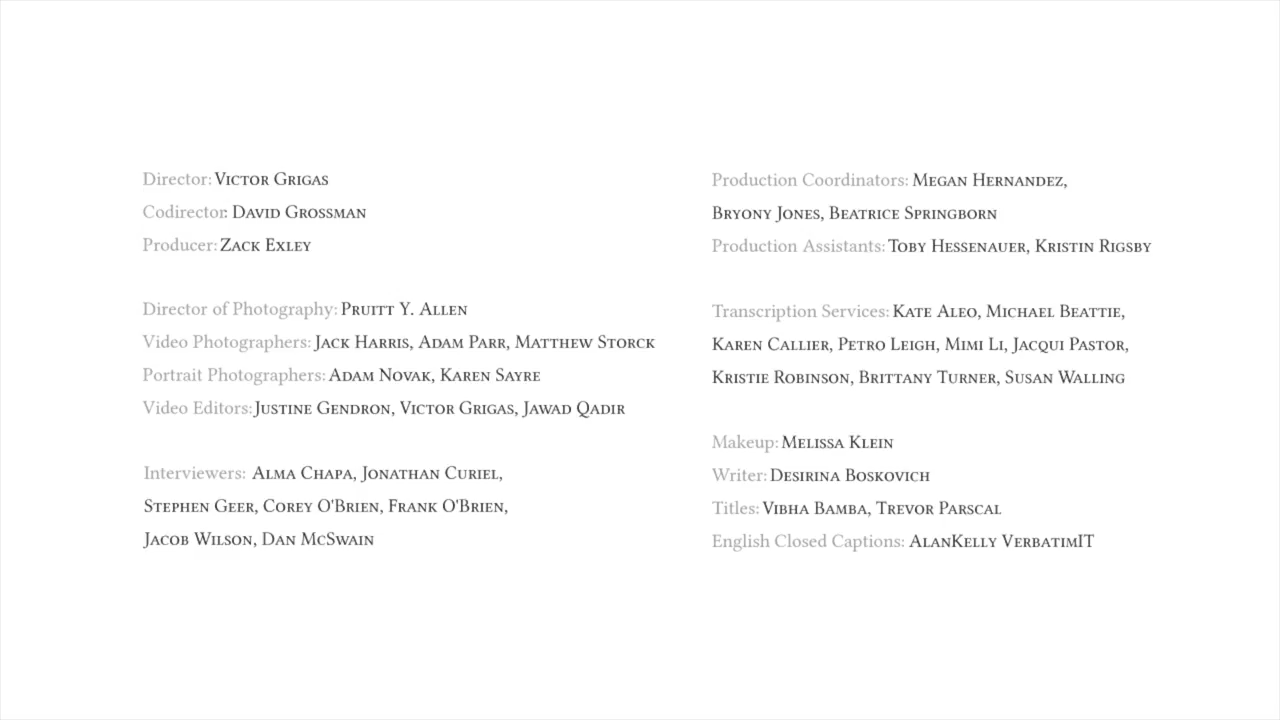 Director: Victor Grigas
Codirector: David Grossman
Producer: Zack Exley
Director of Photography: Pruitt Y. Allen
Video Photographers: Jack Harris, Adam Parr, Matthew Storck
Portrait Photographers: Adam Novak, Karen Sayre
Video Editors: Justine Gendron, Victor Grigas, Jawad Qadir
Interviewers: Alma Chapa, Jonathan Curiel,
Stephen Geer, Corey O'Brien, Frank O'Brien,
Jacob Wilson, Dan McSwain
Production Coordinators: Megan Hernandez,
Bryony Jones, Beatrice Springborn
Production Assistants: Toby Hessenauer, Kristin Rigsby
Transcription Services: Kate Aleo, Michael Beattie,
Karen Callier, Petro Leigh, Mimi Li, Jacqui Pastor,
Kristie Robinson, Brittany Turner, Susan Walling
Makeup: Melissa Klein
Writer: Desirina Boskovich
Titles: Vibha Bamba, Trevor Parscal
English Closed Captions: AlanKelly VerbatimIT